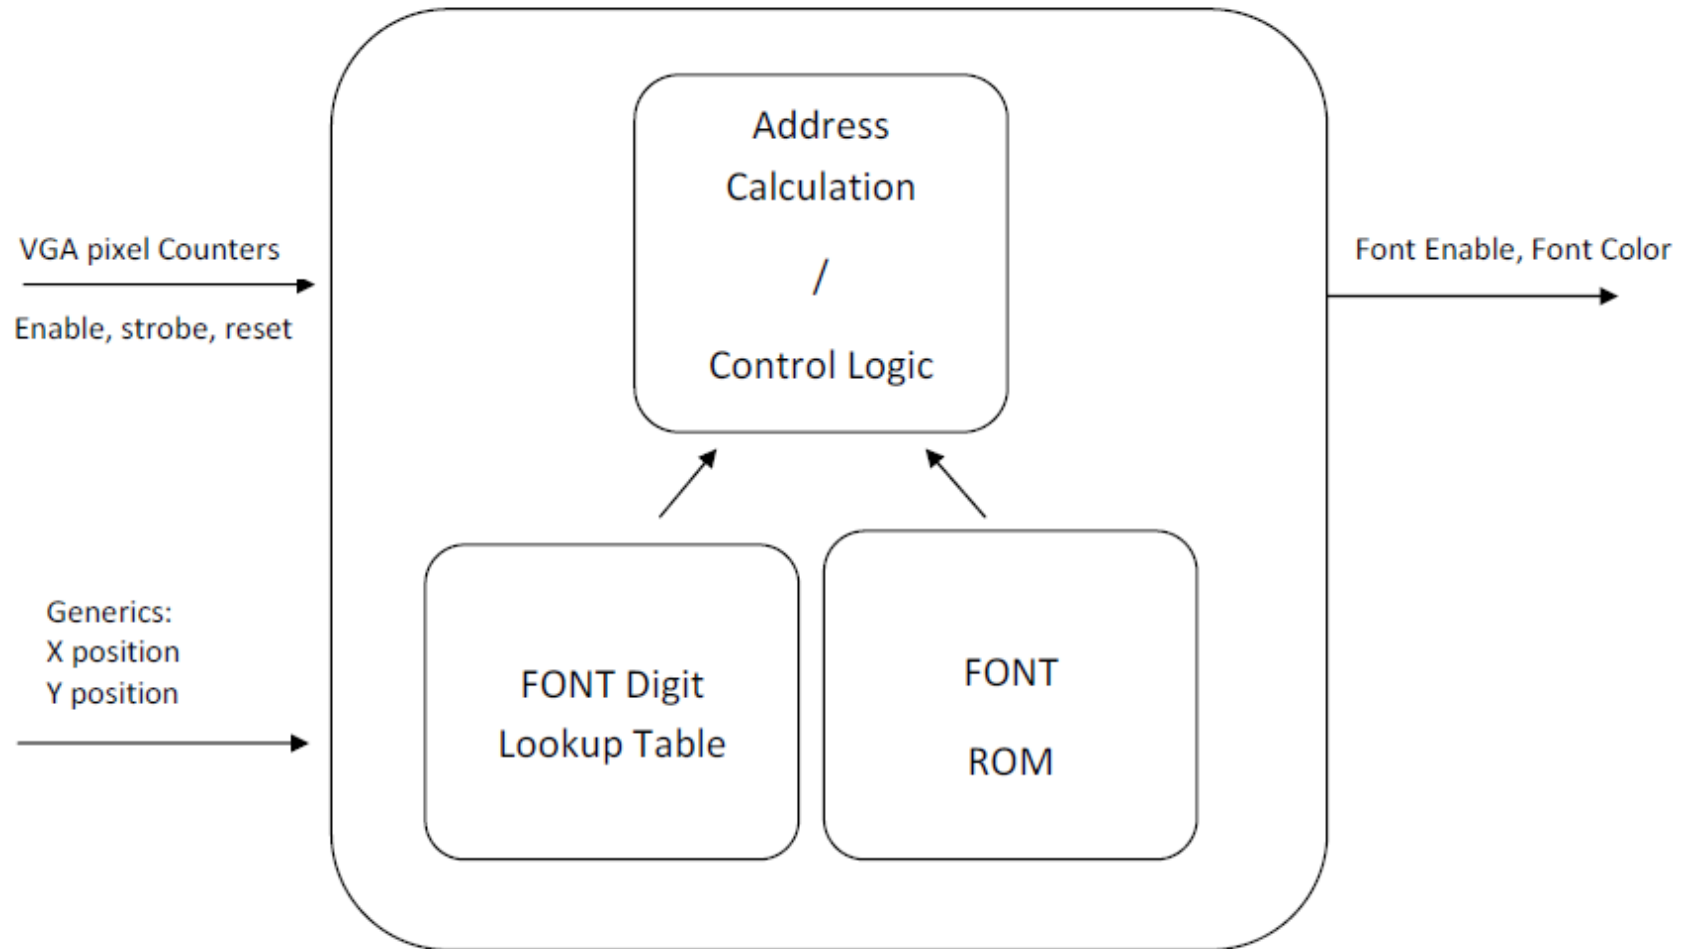 Address
Calculation
/
Control Logic
VGA pixel Counters
Enable, strobe, reset
Font Enable, Font Color
Generics:
X position
Y position
FONT Digit
Lookup Table
FONT
ROM